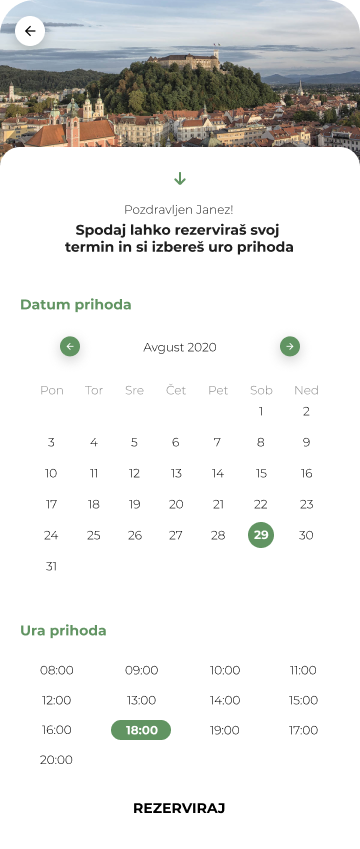 Pozdravljen Janez!
Spodaj lahko rezerviraš svoj
termin in si izbereš uro prihoda
Datum prihoda
Avgust 2020
Pon Tor Sre Čet Pet Sob Ned
1 2
3 4 5 6 7 8 9
10 11 12 13 14 15 16
17 18 19 20 21 22 23
24 25 26 27 28 29 30
31
Ura prihoda
08:00 09:00 10:00 11:00
12:00 13:00 14:00 15:00
16:00 18:00 19:00 17:00
20:00
REZERVIRAJ